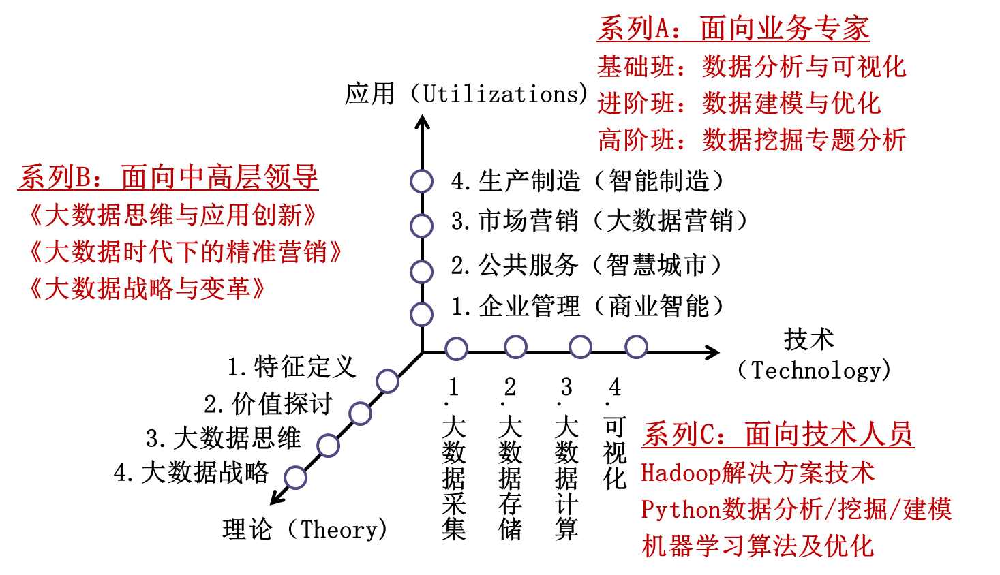 系列A：面向业务专家
基础班：数据分析与可视化
进阶班：数据建模与优化
高阶班：数据挖掘专题分析
应用（Utilizations)
系列B：面向中高层领导
《大数据思维与应用创新》
《大数据时代下的精准营销》
《大数据战略与变革》
4.生产制造（智能制造）
3.市场营销（大数据营销）
2.公共服务（智慧城市）
1.企业管理（商业智能）
技术
（Technology)
1.特征定义
2.价值探讨
3.大数据思维
4.大数据战略
理论（Theory)
1.大数据采集
2.大数据存储
3.大数据计算
4.可视化
系列C：面向技术人员
Hadoop解决方案技术
Python数据分析/挖掘/建模
机器学习算法及优化